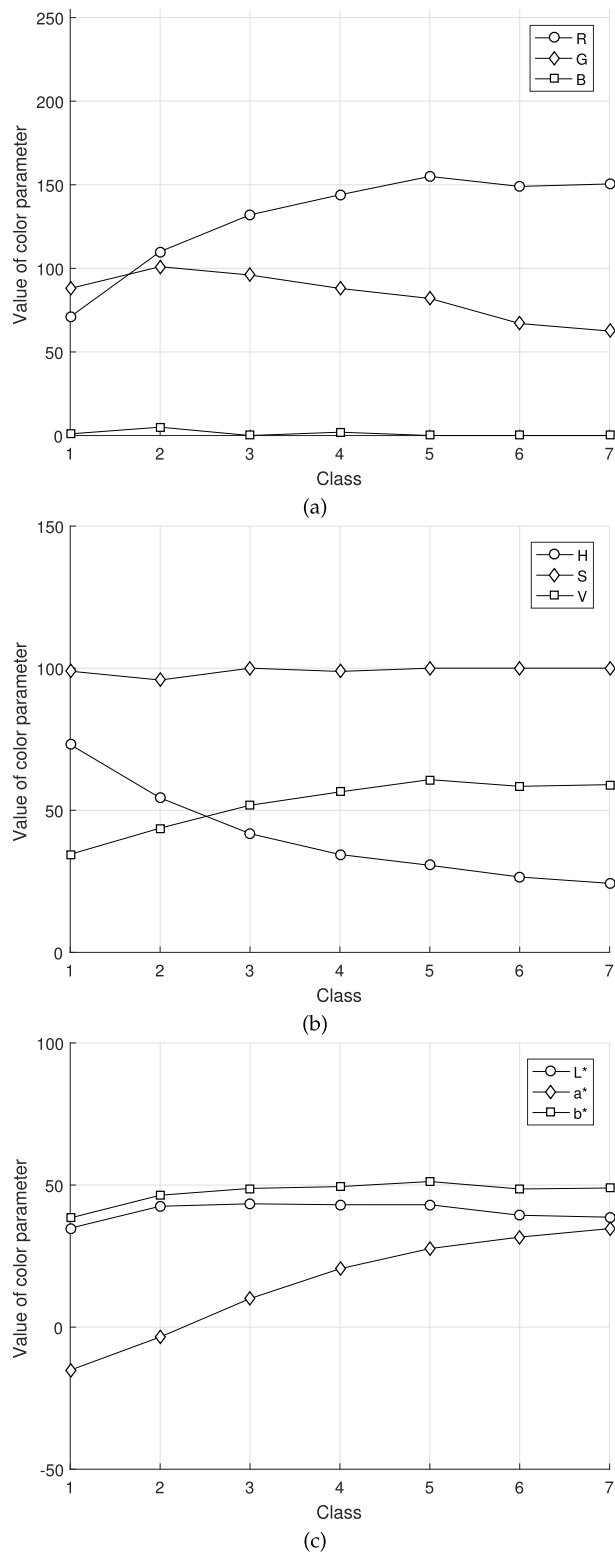 250
200
150
100
50
0
Value of color parameter
R
G
B
1 2 3 4 5 6 7
Class
(a)
150
100
50
0
Value of color parameter
H
S
V
1 2 3 4 5 6 7
Class
(b)
100
50
0
-50
Value of color parameter
L*
a*
b*
1 2 3 4 5 6 7
Class
(c)